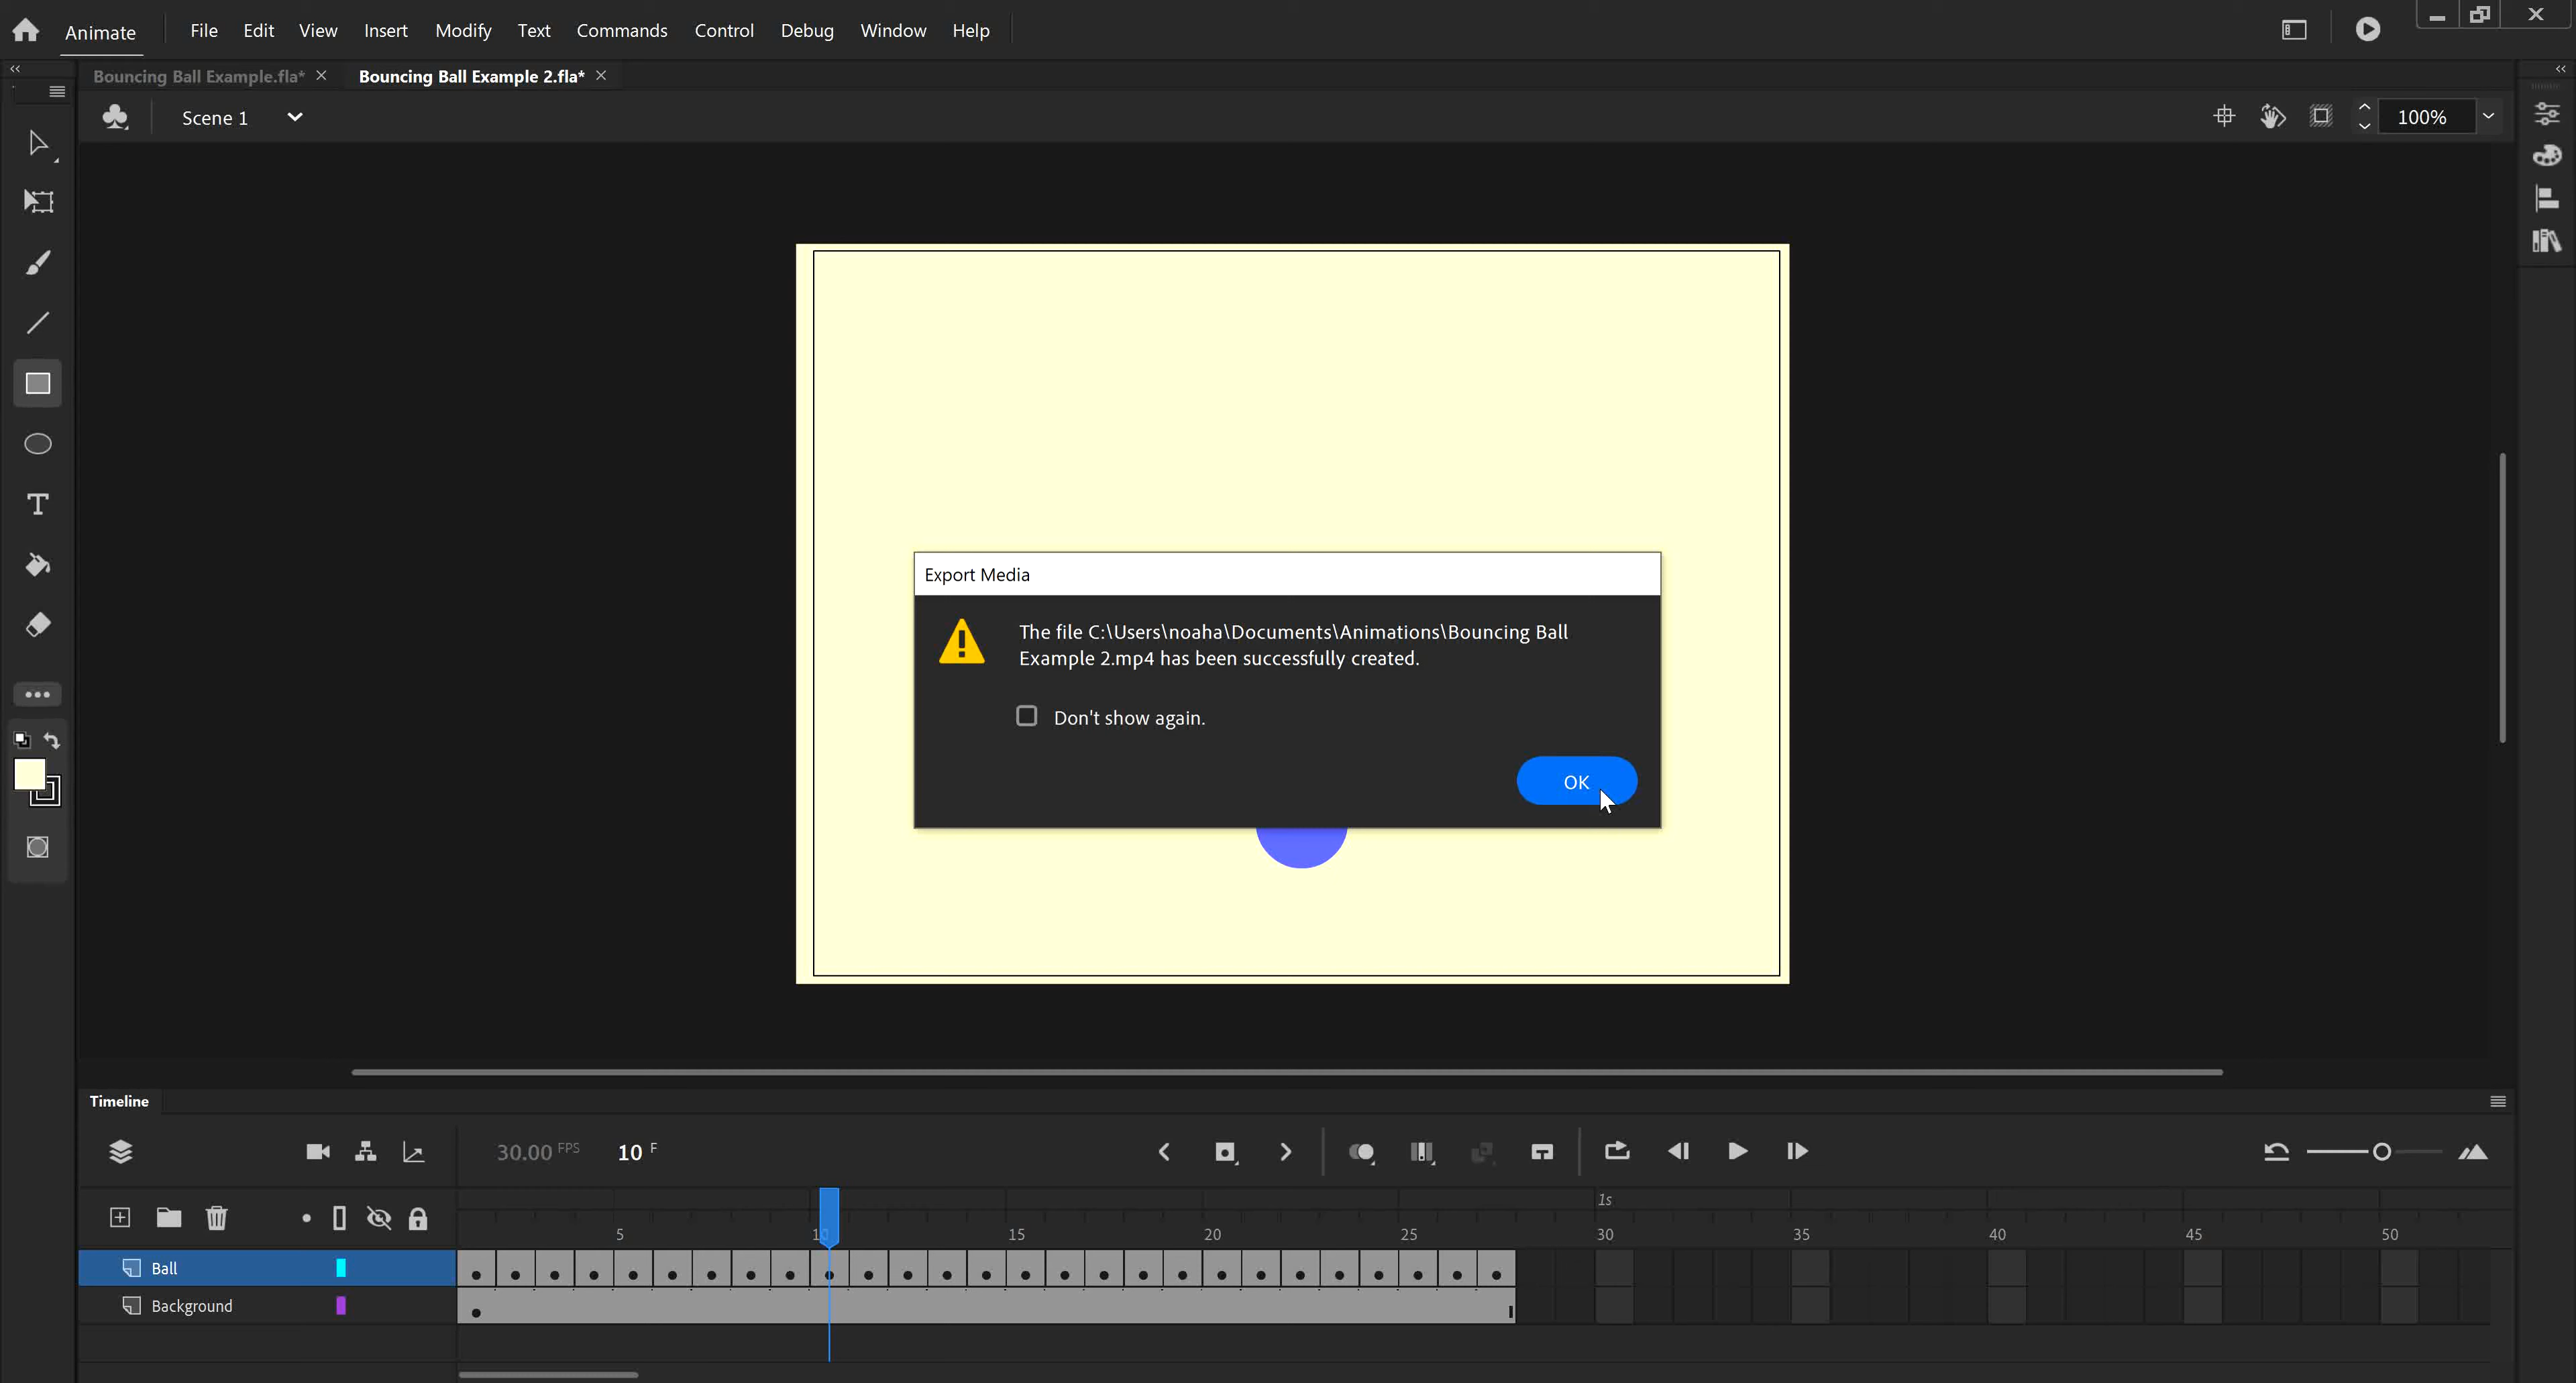 Animate File Edit View Insert Modify Text Commands Control Debug Window Help
Bouncing Ball Example.fla* Bouncing Ball Example 2.fla*
Scene 1 100%
Export Media
The file C:\Users\noaha\Documents\Animations\Bouncing Ball
Example 2.mp4 has been successfully created.
Don't show again.
OK
Timeline
30.00 FPS 10 F
1s
5 10 15 20 25 30 35 40 45 50
Ball
Background